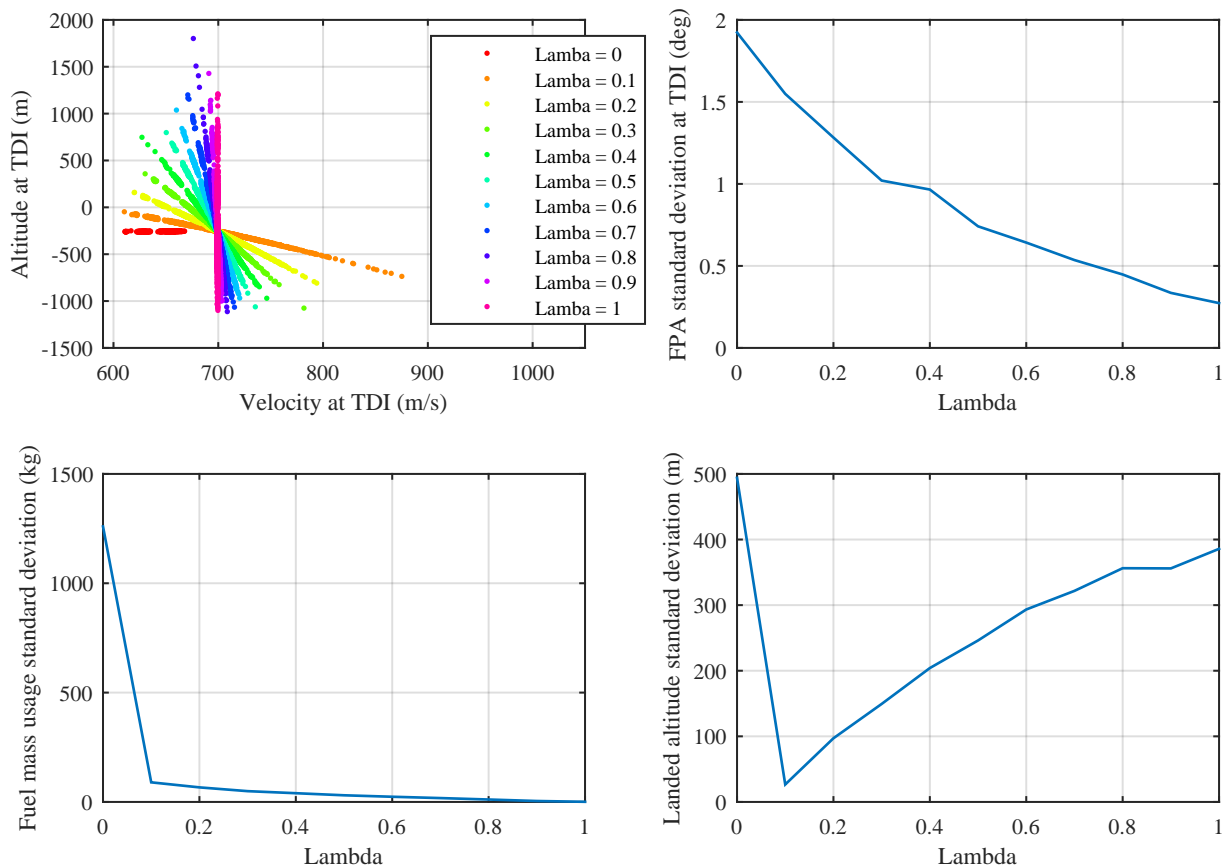 2000
1500
1000
500
0
-500
-1000
-1500
600
700
800
900
1000
Altitude at TDI (m)
Velocity at TDI (m/s)
Lamba = 0
Lamba = 0.1
Lamba = 0.2
Lamba = 0.3
Lamba = 0.4
Lamba = 0.5
Lamba = 0.6
Lamba = 0.7
Lamba = 0.8
Lamba = 0.9
Lamba = 1
2
1.5
1
0.5
0
0
0.2
0.4
0.6
0.8
1
FPA standard deviation at TDI (deg)
Lambda
1500
1000
500
0
0
0.2
0.4
0.6
0.8
1
Fuel mass usage standard deviation (kg)
Lambda
500
400
300
200
100
0
0
0.2
0.4
0.6
0.8
1
Landed altitude standard deviation (m)
Lambda